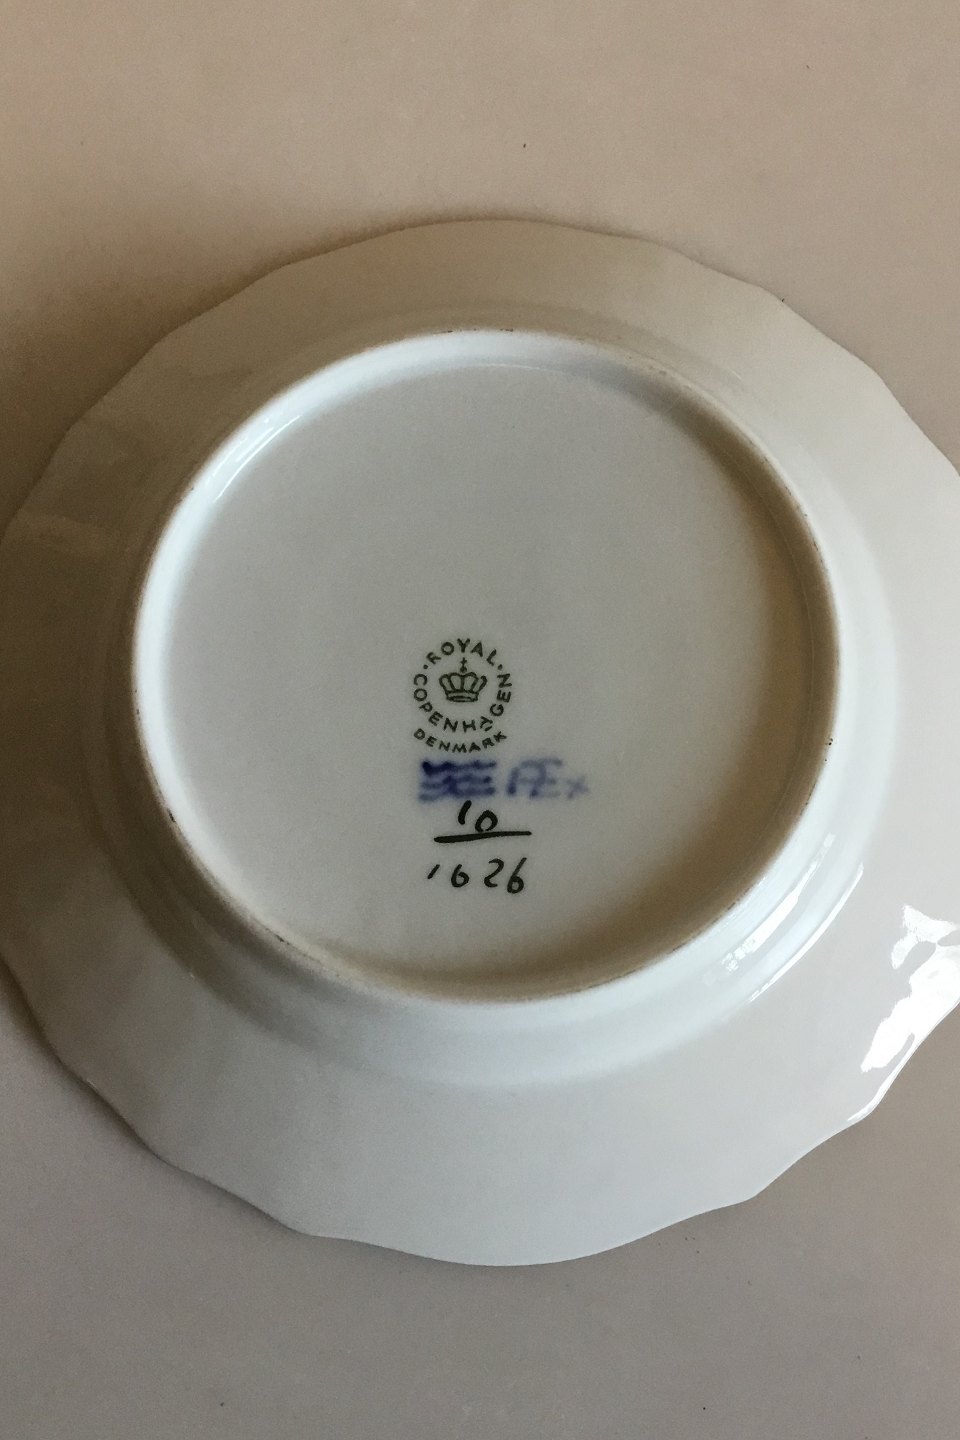 ROYAL
COPENHAGEN
DENMARK
10
1626